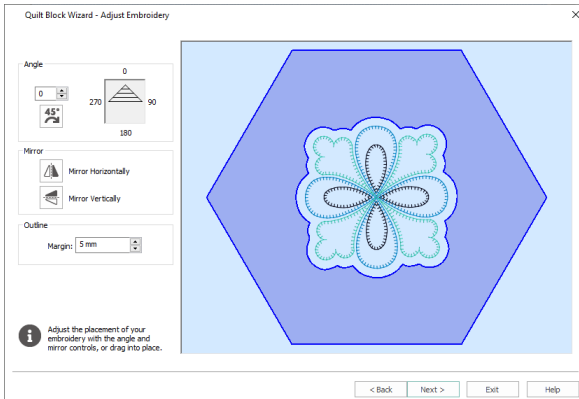 Quilt Block Wizard - Adjust Embroidery
Angle
0
0
270
90
45°
180
Mirror
Mirror Horizontally
Mirror Vertically
Outline
Margin: 5 mm
Adjust the placement of your
embroidery with the angle and
mirror controls, or drag into place.
< Back
Next >
Exit
Help